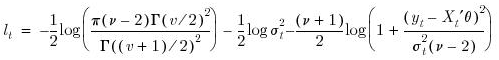 l_t = −\frac{1}{2}\log\left(\frac{\pi(\nu-2)\Gamma(v/2)^2}{\Gamma((v+1)/2)^2}\right) − \frac{1}{2}\log\sigma_t^2 − \frac{(\nu+1)}{2}\log\left(1 + \frac{(y_t - X_t'\theta)^2}{\sigma_t^2(\nu-2)}\right)